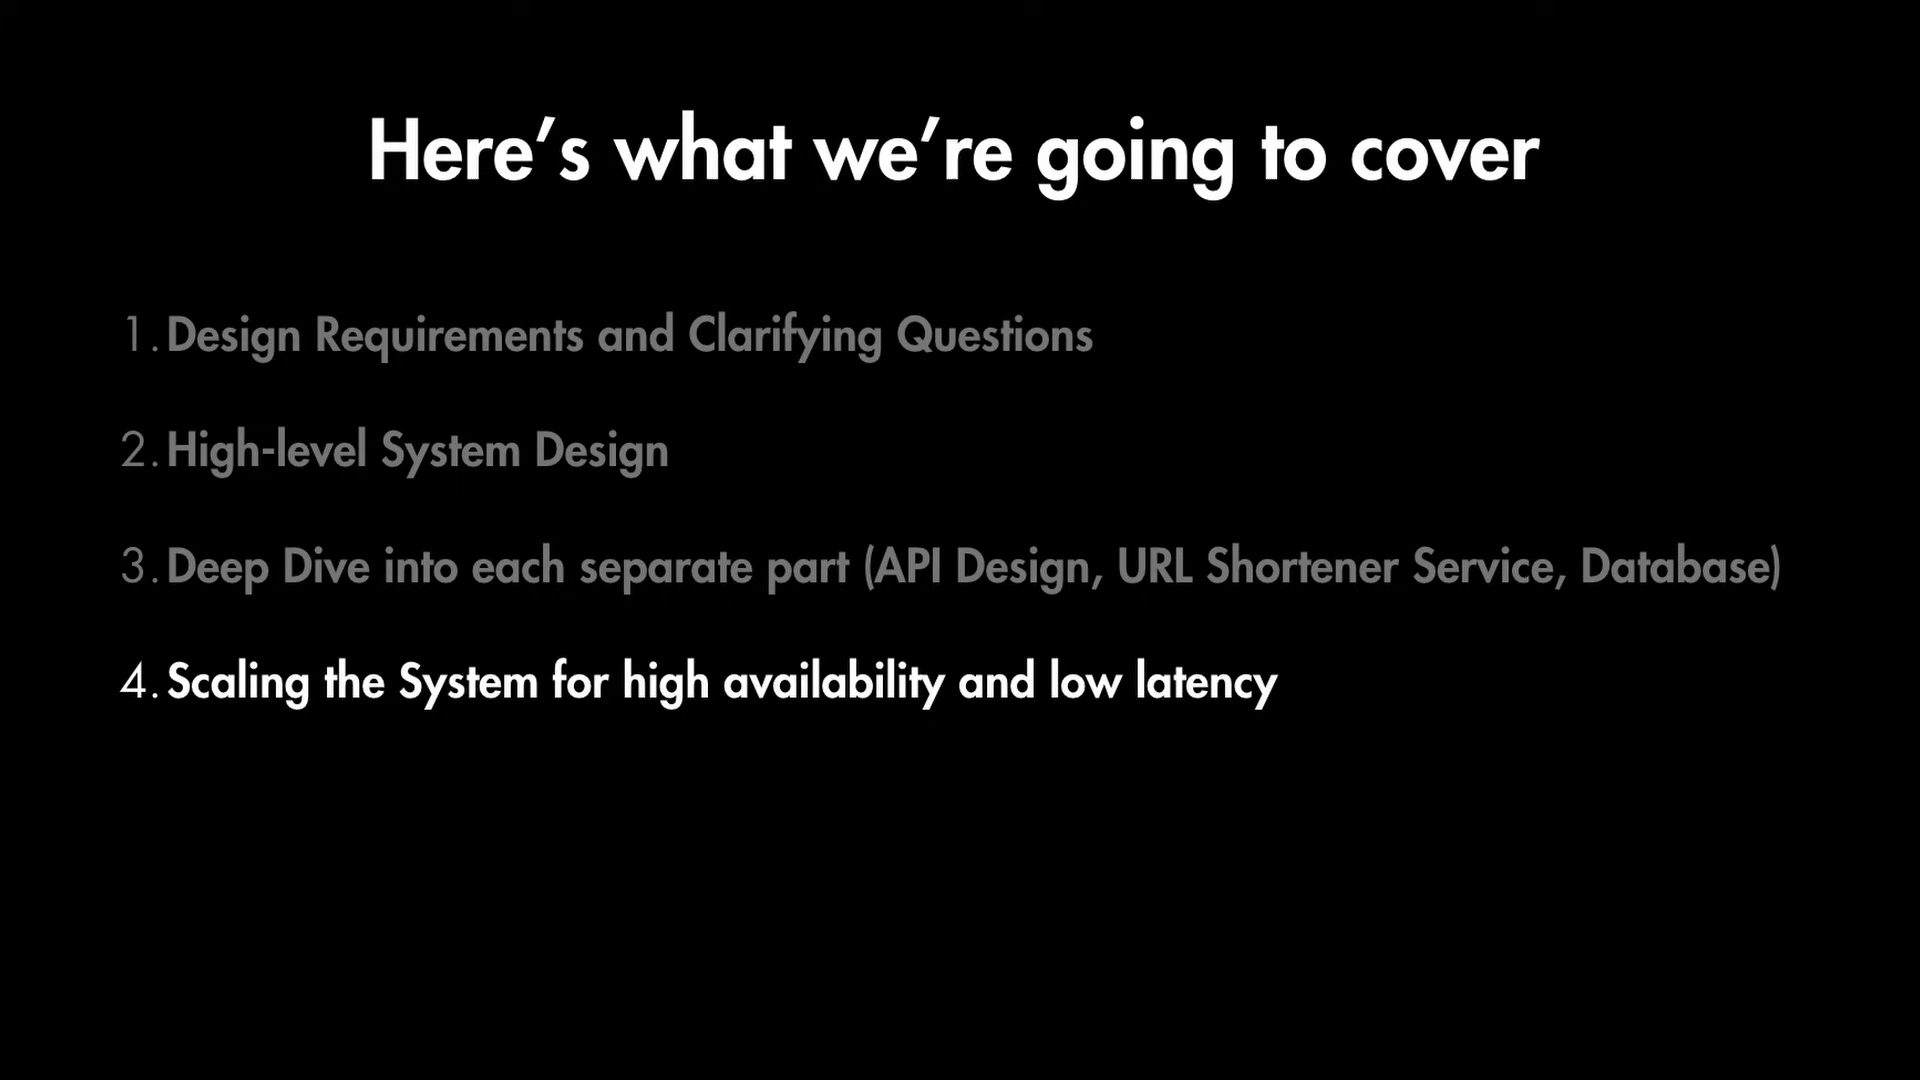 Here’s what we’re going to cover
1. Design Requirements and Clarifying Questions
2. High-level System Design
3. Deep Dive into each separate part (API Design, URL Shortener Service, Database)
4. Scaling the System for high availability and low latency